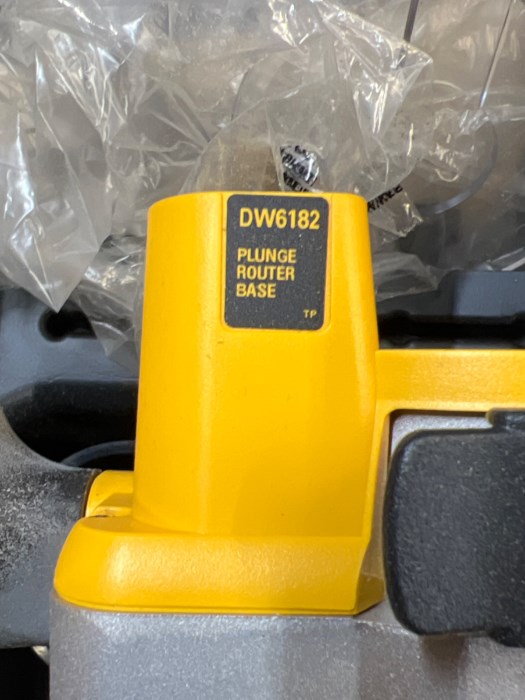 DW6182
PLUNGE
ROUTER
BASE
TP